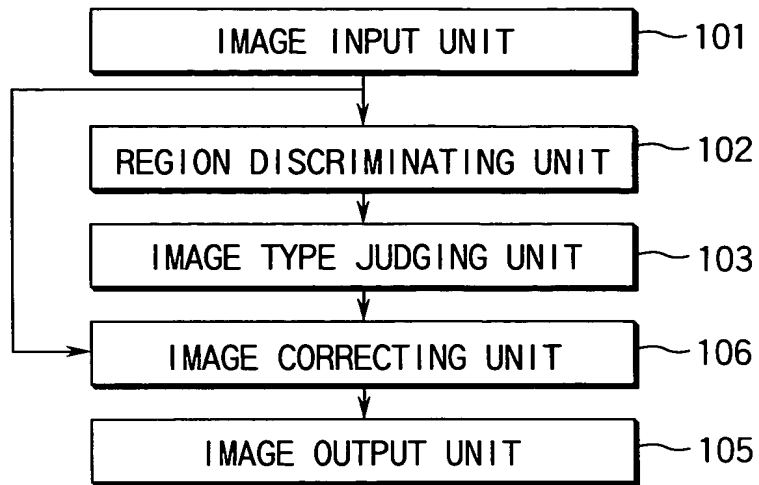 IMAGE INPUT UNIT 101
REGION DISCRIMINATING UNIT 102
IMAGE TYPE JUDGING UNIT 103
IMAGE CORRECTING UNIT 106
IMAGE OUTPUT UNIT 105